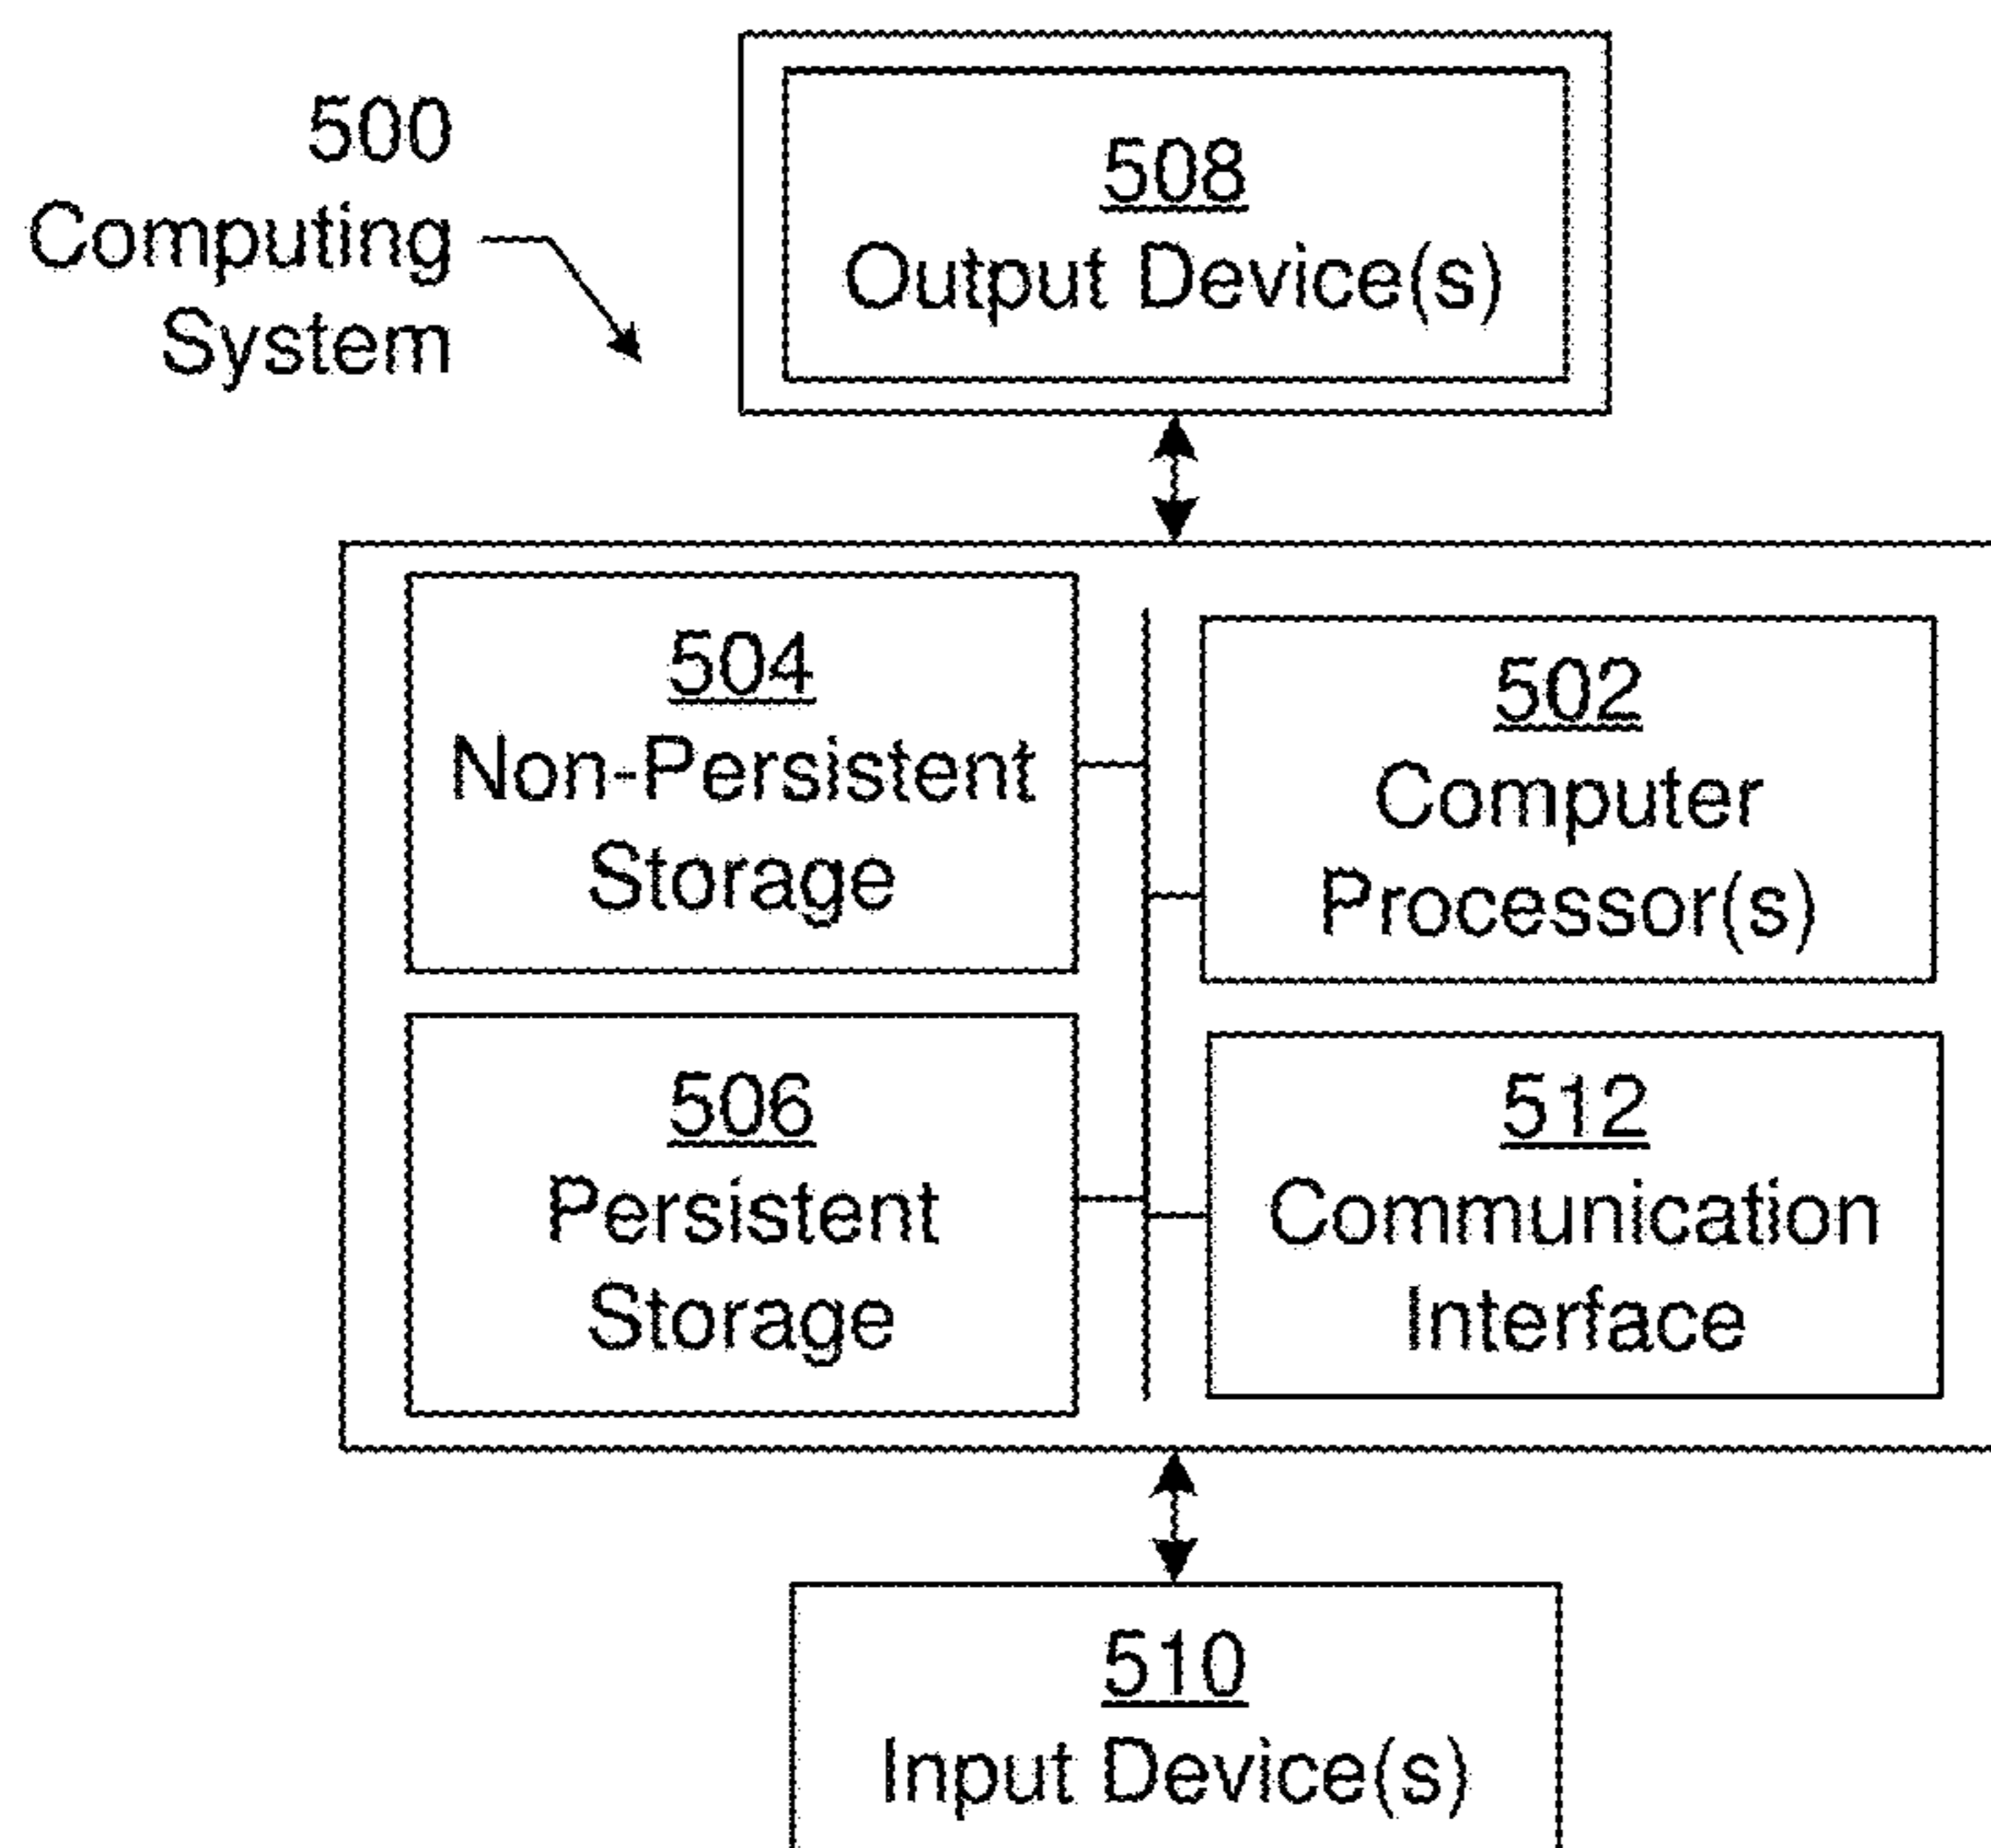 500
Computing
System
508
Output Device(s)
504
Non-Persistent
Storage
502
Computer
Processor(s)
506
Persistent
Storage
512
Communication
Interface
510
Input Device(s)